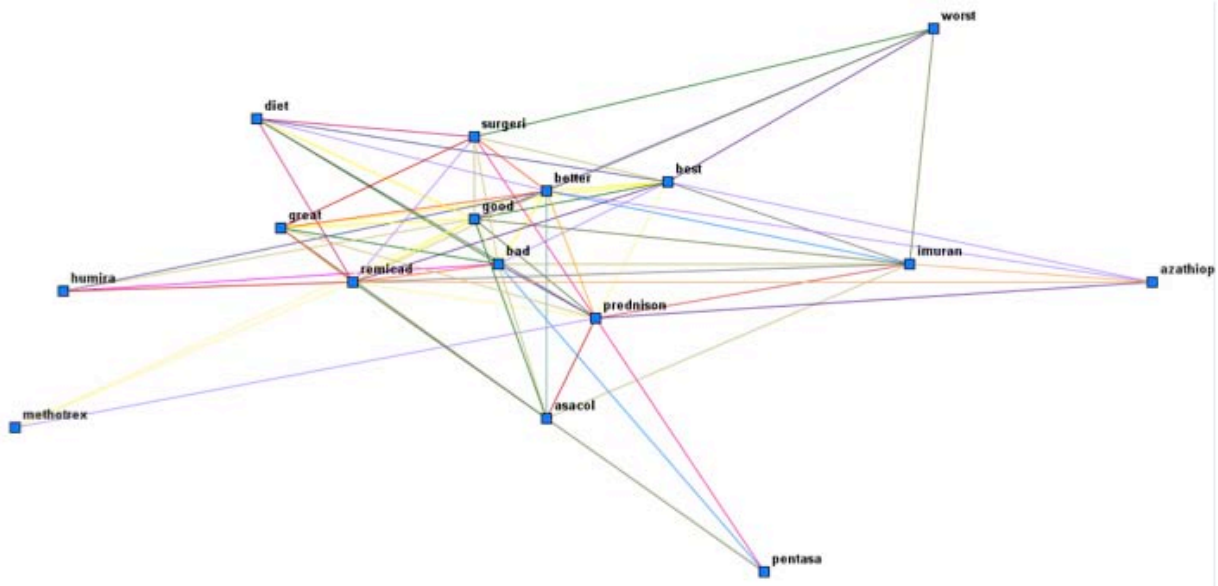 worst
diet
surgeri
better
best
good
great
bad
imuran
remicad
humira
azathiop
prednison
asacol
methotrex
pentasa